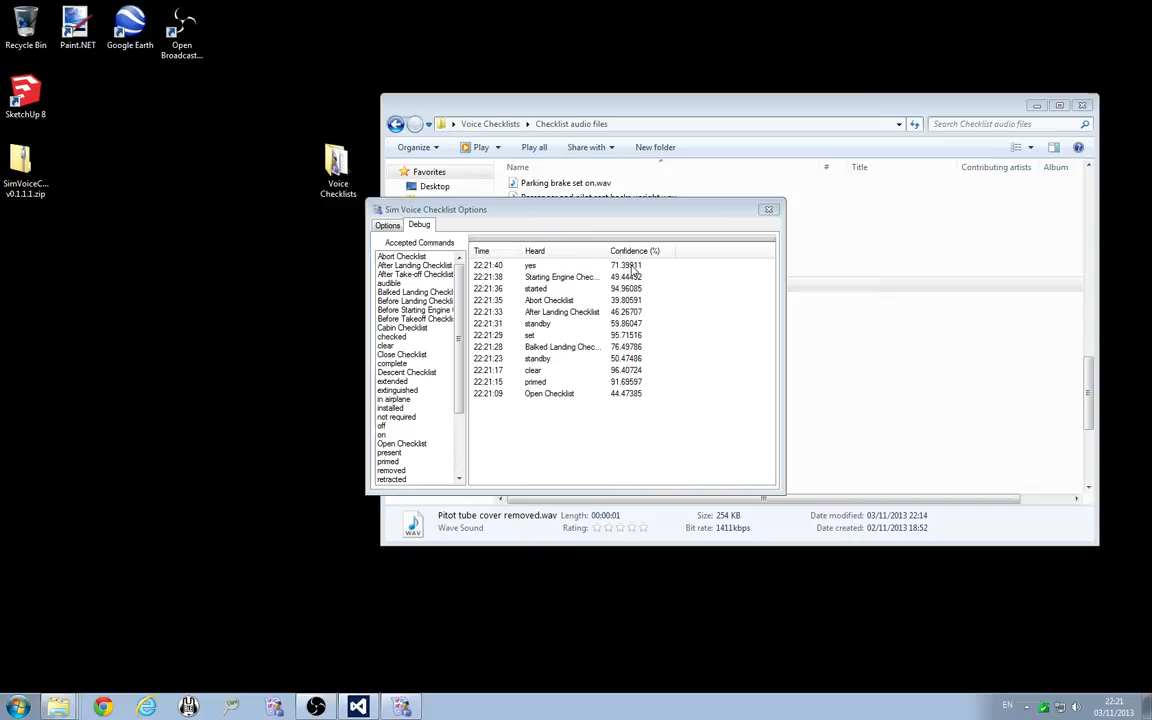 Recycle Bin
Paint.NET
Google Earth
Open
Broadcast...
SketchUp 8
SimVoiceC...
v0.1.1.1.zip
Voice
Checklists
Voice Checklists
Checklist audio files
Search Checklist audio files
Organize
Play
Play all
Share with
New folder
Favorites
Desktop
Name
#
Title
Contributing artists
Album
Parking brake set on.wav
Sim Voice Checklist Options
Options
Debug
Accepted Commands
Abort Checklist
After Landing Checklist
After Take-off Checklist
audible
Balked Landing Checkl
Before Landing Checkli
Before Starting Engine
Before Takeoff Checkli
Cabin Checklist
checked
clear
Close Checklist
complete
Descent Checklist
extended
extinguished
in airplane
installed
not required
off
on
Open Checklist
present
primed
removed
retracted
Time Heard Confidence (%)
22:21:40 yes 71.39911
22:21:38 Starting Engine Chec... 49.44492
22:21:36 started 94.96085
22:21:35 Abort Checklist 39.80591
22:21:33 After Landing Checklist 46.26707
22:21:31 standby 59.86047
22:21:29 set 95.71516
22:21:28 Balked Landing Chec... 76.49786
22:21:23 standby 50.47486
22:21:17 clear 96.40724
22:21:15 primed 91.69597
22:21:09 Open Checklist 44.47385
Pitot tube cover removed.wav
Wave Sound
WAV
Length: 00:00:01
Rating:
Size: 254 KB
Bit rate: 1411kbps
Date modified: 03/11/2013 22:14
Date created: 02/11/2013 18:52
EN
22:21
03/11/2013